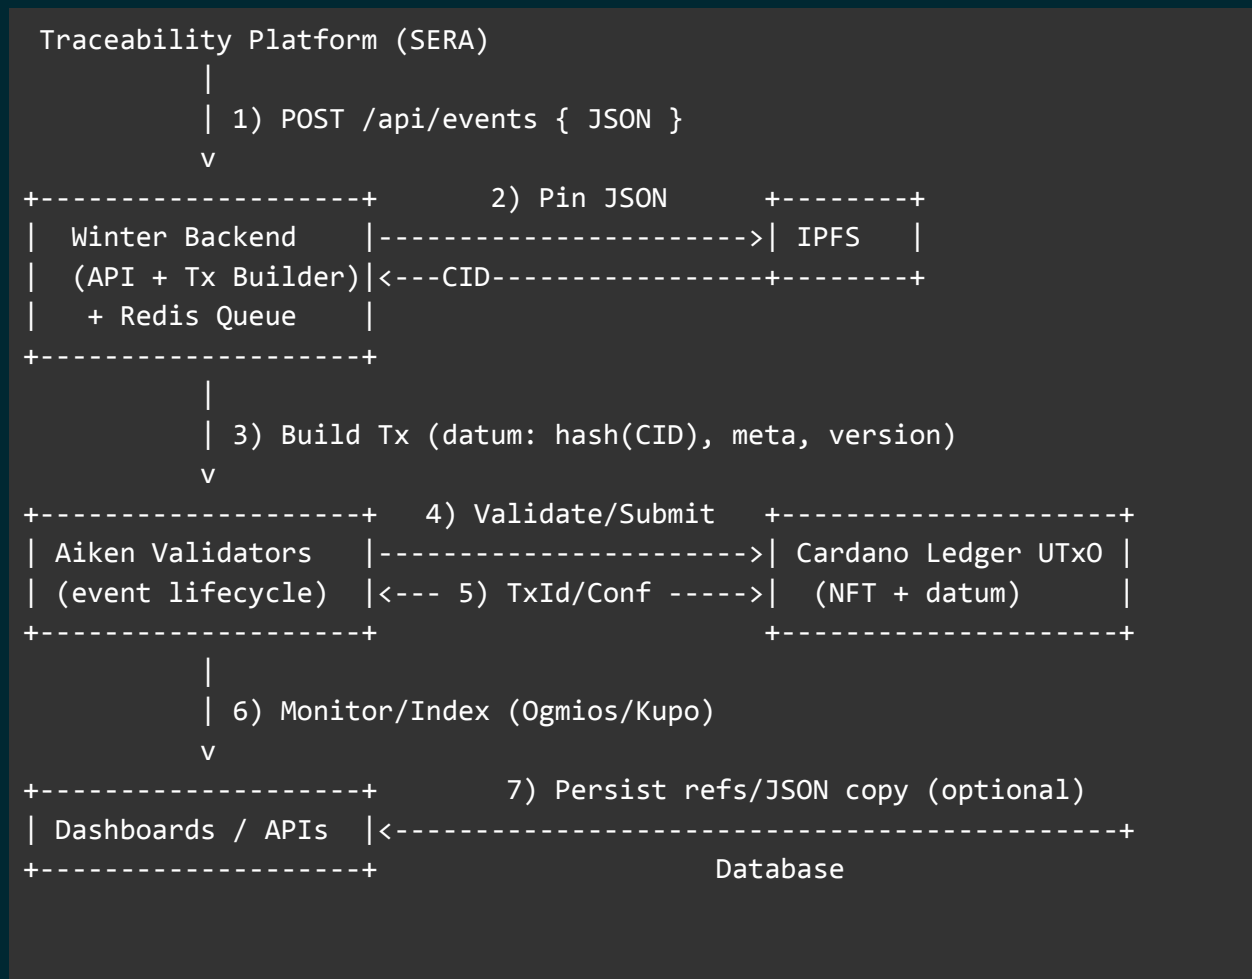 Traceability Platform (SERA)
|
| 1) POST /api/events { JSON }
v
+--------------------+       2) Pin JSON      +--------+
|  Winter Backend    |----------------------->| IPFS   |
|  (API + Tx Builder)|<---CID-----------------+--------+
|   + Redis Queue    |
+--------------------+
|
| 3) Build Tx (datum: hash(CID), meta, version)
v
+--------------------+   4) Validate/Submit   +---------------------+
| Aiken Validators   |----------------------->| Cardano Ledger UTxO |
| (event lifecycle)  |<--- 5) TxId/Conf ----->|  (NFT + datum)      |
+--------------------+                        +---------------------+
|
| 6) Monitor/Index (Ogmios/Kupo)
v
+--------------------+        7) Persist refs/JSON copy (optional)
| Dashboards / APIs  |<---------------------------------------------+
+--------------------+                     Database